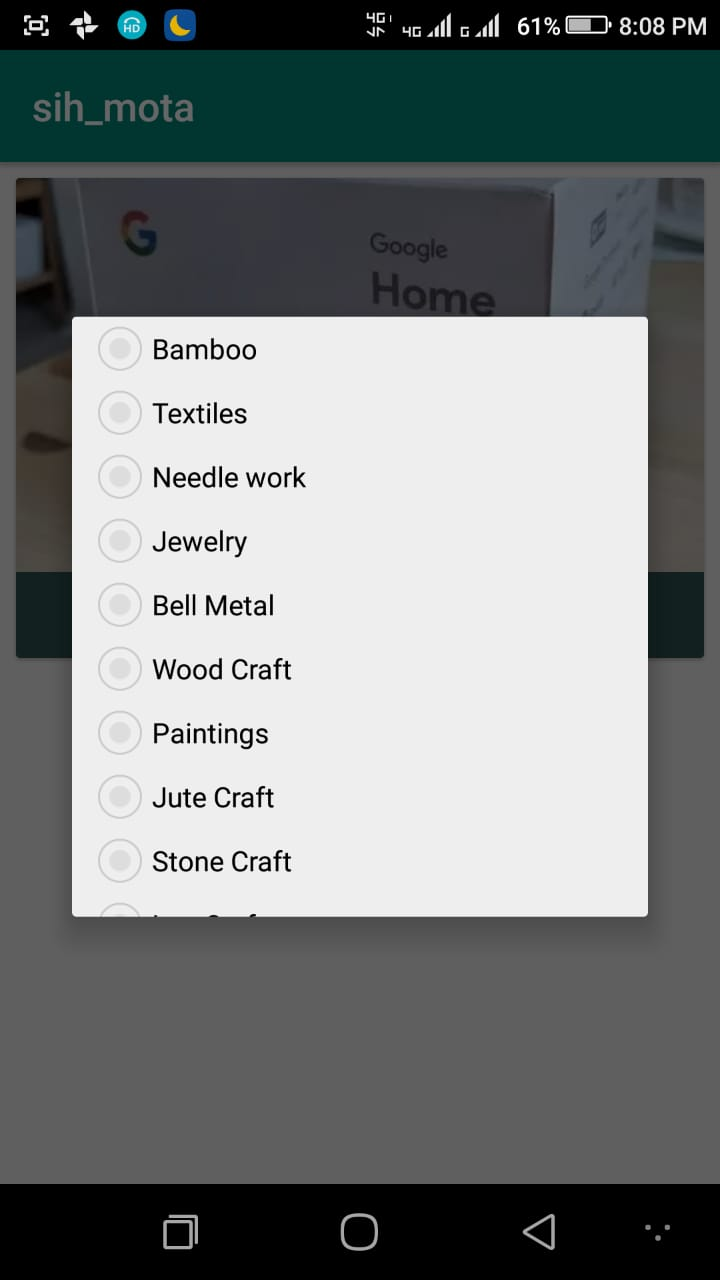 HD
4G
4G
G
61%
8:08 PM
sih_mota
G
Google
Home
Bamboo
Textiles
Needle work
Jewelry
Bell Metal
Wood Craft
Paintings
Jute Craft
Stone Craft